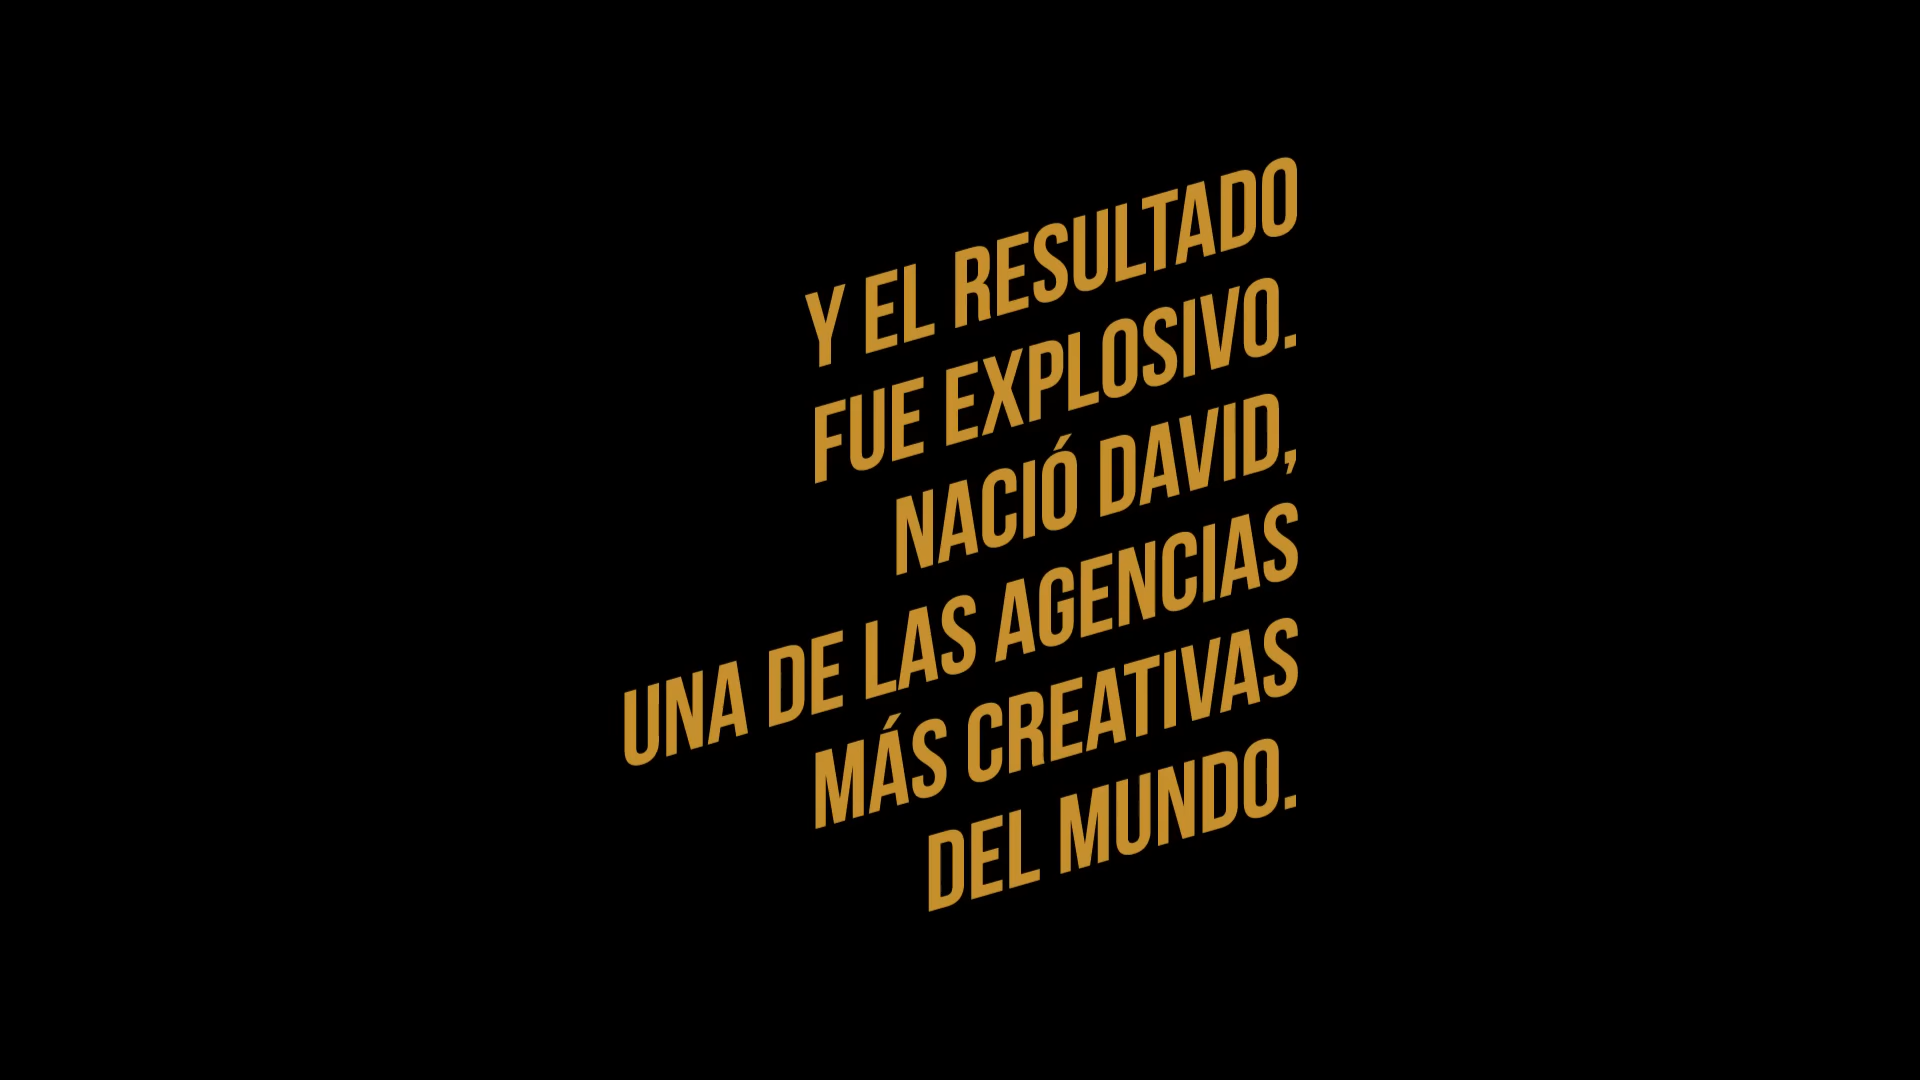 Y EL RESULTADO
FUE EXPLOSIVO.
NACIÓ DAVID,
UNA DE LAS AGENCIAS
MÁS CREATIVAS
DEL MUNDO.